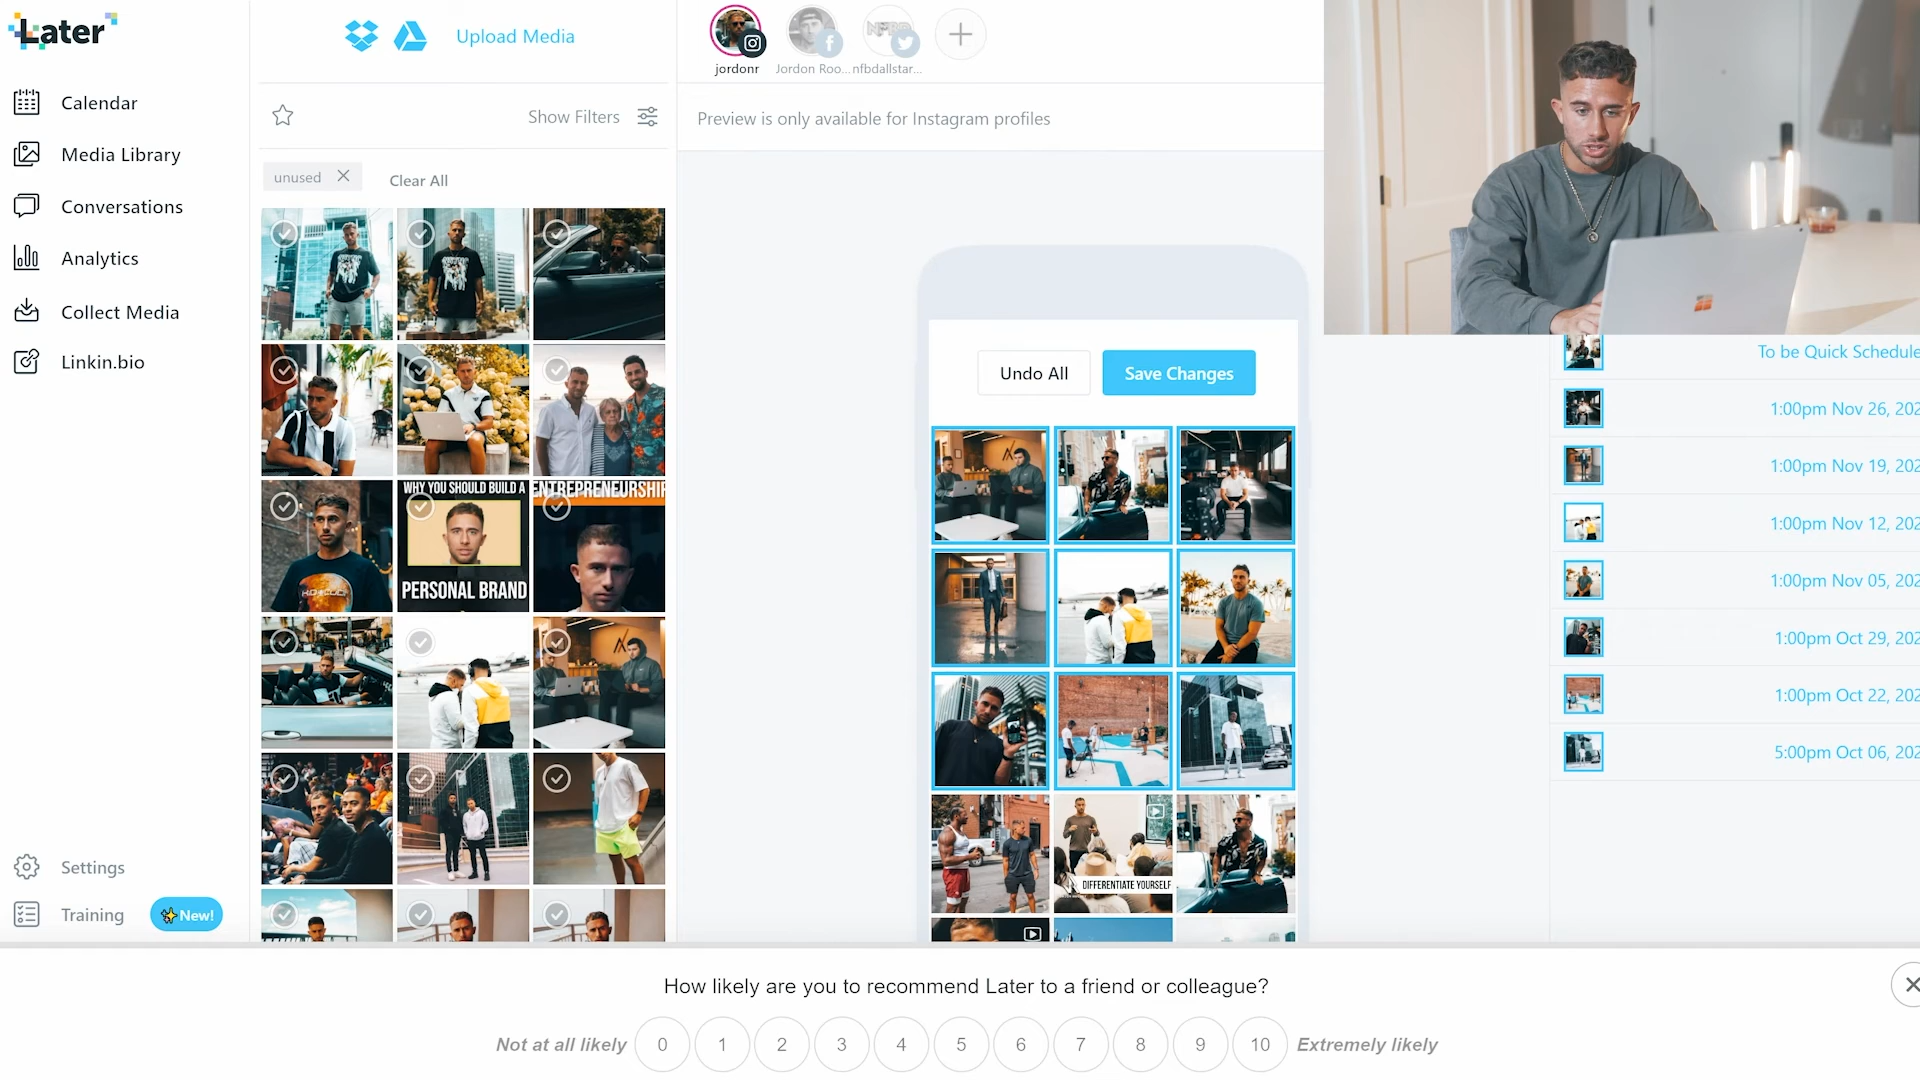 Later
Calendar
Media Library
Conversations
Analytics
Collect Media
Linkin.bio
Settings
Training
New!
Upload Media
Show Filters
unused
Clear All
WHY YOU SHOULD BUILD A
PERSONAL BRAND
ENTREPRENEURSHIP
jordonr
Jordon Roo...
nfbdallstar...
Preview is only available for Instagram profiles
Undo All
Save Changes
DIFFERENTIATE YOURSELF
To be Quick Schedule
1:00pm Nov 26, 202
1:00pm Nov 19, 202
1:00pm Nov 12, 202
1:00pm Nov 05, 202
1:00pm Oct 29, 202
1:00pm Oct 22, 202
5:00pm Oct 06, 202
How likely are you to recommend Later to a friend or colleague?
Not at all likely 0 1 2 3 4 5 6 7 8 9 10 Extremely likely